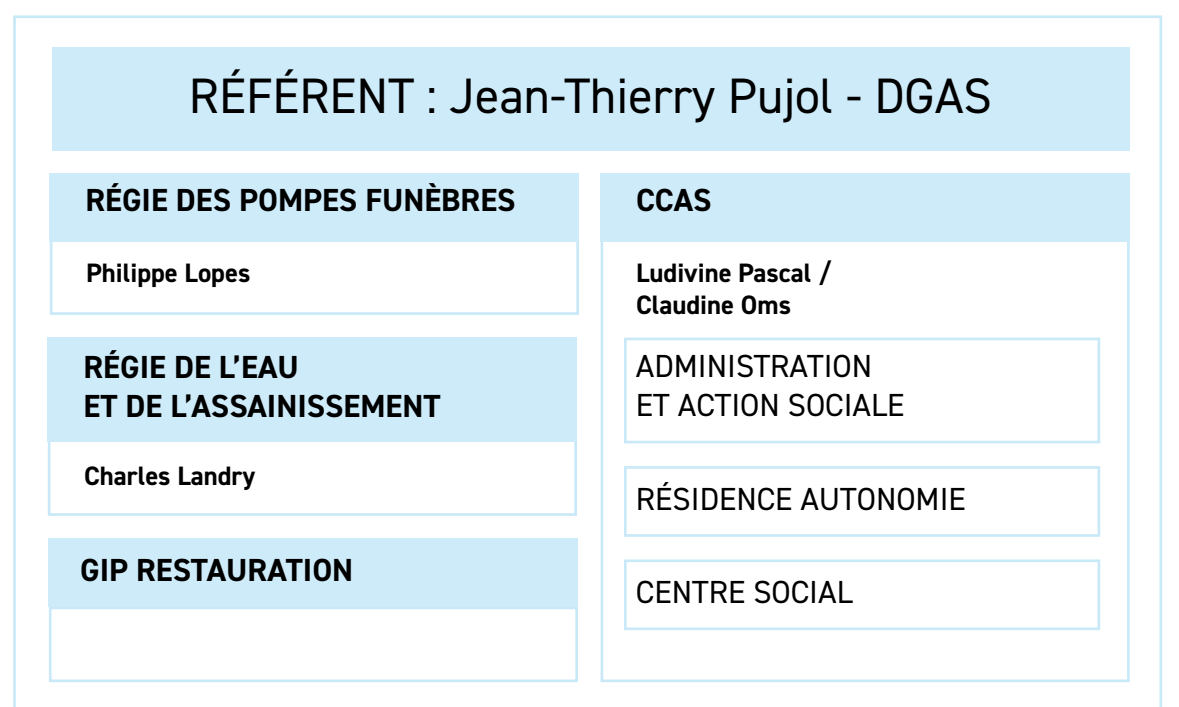 RÉFÉRENT : Jean-Thierry Pujol - DGAS
RÉGIE DES POMPES FUNÈBRES
Philippe Lopes
RÉGIE DE L’EAU
ET DE L’ASSAINISSEMENT
Charles Landry
GIP RESTAURATION
CCAS
Ludivine Pascal /
Claudine Oms
ADMINISTRATION
ET ACTION SOCIALE
RÉSIDENCE AUTONOMIE
CENTRE SOCIAL